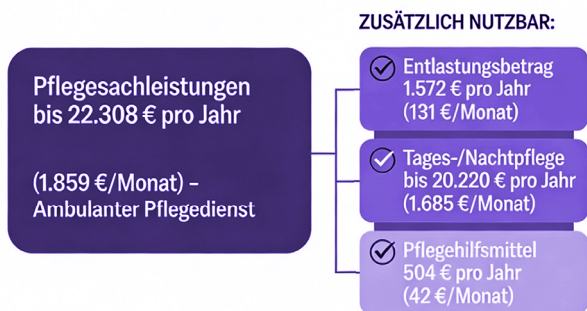 ZUSÄTZLICH NUTZBAR:
Pflegesachleistungen
bis 22.308 € pro Jahr
(1.859 €/Monat) –
Ambulanter Pflegedienst
Entlastungsbetrag
1.572 € pro Jahr
(131 €/Monat)
Tages-/Nachtpflege
bis 20.220 € pro Jahr
(1.685 €/Monat)
Pflegehilfsmittel
504 € pro Jahr
(42 €/Monat)